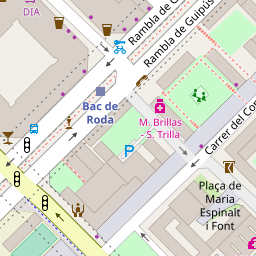 DIA
Rambla de G
Rambla de Guipús
Bac de
Roda
M. Brillas
- S. Trilla
P
Carrer del Co
Plaça de
Maria
Espinalt
i Font